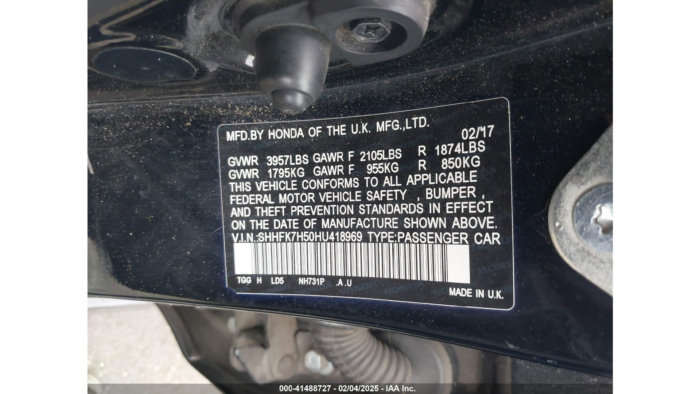 MFD.BY HONDA OF THE U.K. MFG.,LTD.
02/'17
GVWR 3957LBS GAWR F 2105LBS R 1874LBS
GVWR 1795KG GAWR F 955KG R 850KG
THIS VEHICLE CONFORMS TO ALL APPLICABLE
FEDERAL MOTOR VEHICLE SAFETY , BUMPER ,
AND THEFT PREVENTION STANDARDS IN EFFECT
ON THE DATE OF MANUFACTURE SHOWN ABOVE.
V.I.N.:SHHFK7H50HU418969 TYPE:PASSENGER CAR
TGG H LD5 NH731P .A.U
MADE IN U.K.
000-41488727 - 02/04/2025 - IAA Inc.